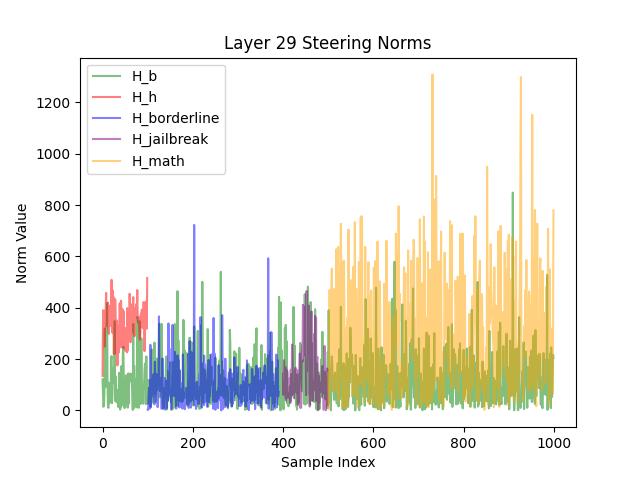 Layer 29 Steering Norms
H_b
H_h
H_borderline
H_jailbreak
H_math
Norm Value
1200
1000
800
600
400
200
0
0 200 400 600 800 1000
Sample Index